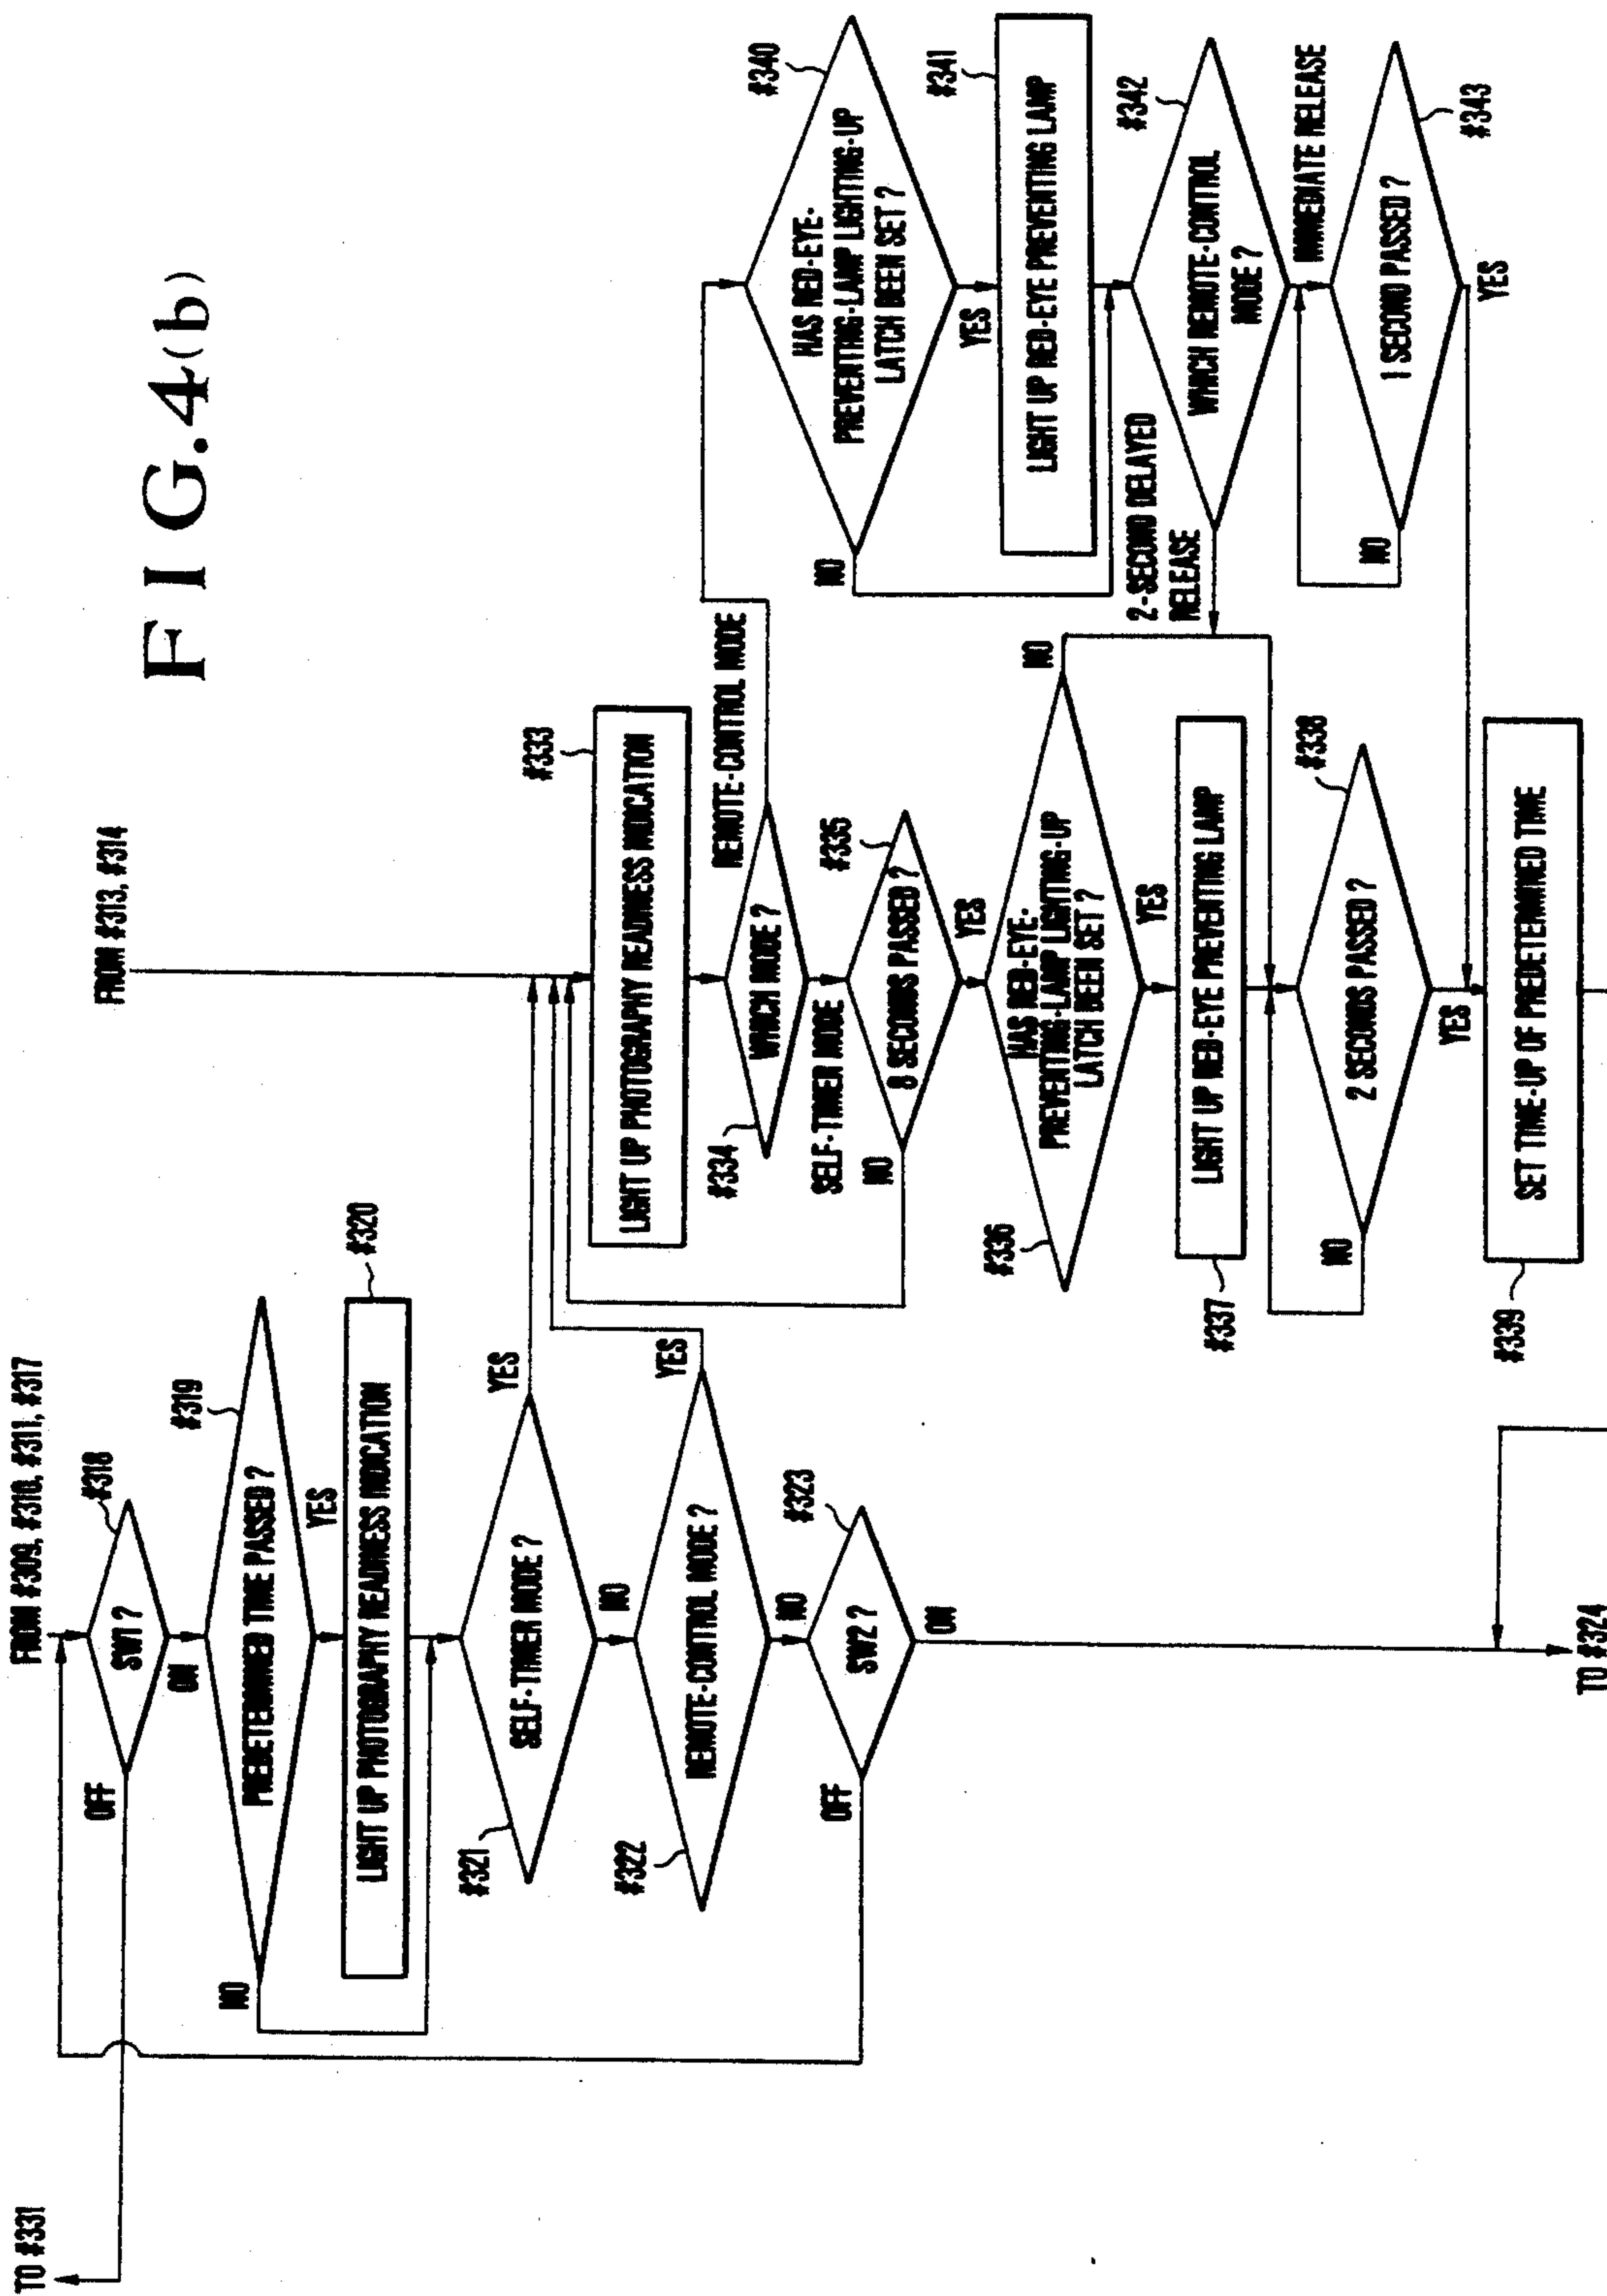 FIG.4(b)
TO #331
FROM #309, #310, #311, #317
SW1 ?
#318
OFF
ON
PREDETERMINED TIME PASSED ?
#319
NO
YES
LIGHT UP PHOTOGRAPHY READINESS INDICATION
#320
SELF-TIMER MODE ?
#321
YES
NO
REMOTE-CONTROL MODE ?
#322
YES
NO
SW2 ?
#323
OFF
ON
TO #324
FROM #313, #314
LIGHT UP PHOTOGRAPHY READINESS INDICATION
#333
WHICH MODE ?
#334
REMOTE-CONTROL MODE
SELF-TIMER MODE
8 SECONDS PASSED ?
#335
NO
YES
HAS RED-EYE-
PREVENTING-LAMP LIGHTING-UP
LATCH BEEN SET ?
#336
NO
YES
LIGHT UP RED-EYE PREVENTING LAMP
#337
2 SECONDS PASSED ?
#338
NO
YES
SET TIME-UP OF PREDETERMINED TIME
#339
HAS RED-EYE-
PREVENTING-LAMP LIGHTING-UP
LATCH BEEN SET ?
#340
NO
YES
LIGHT UP RED-EYE PREVENTING LAMP
#341
WHICH REMOTE-CONTROL
MODE ?
#342
2-SECOND DELAYED
RELEASE
IMMEDIATE RELEASE
1 SECOND PASSED ?
#343
NO
YES